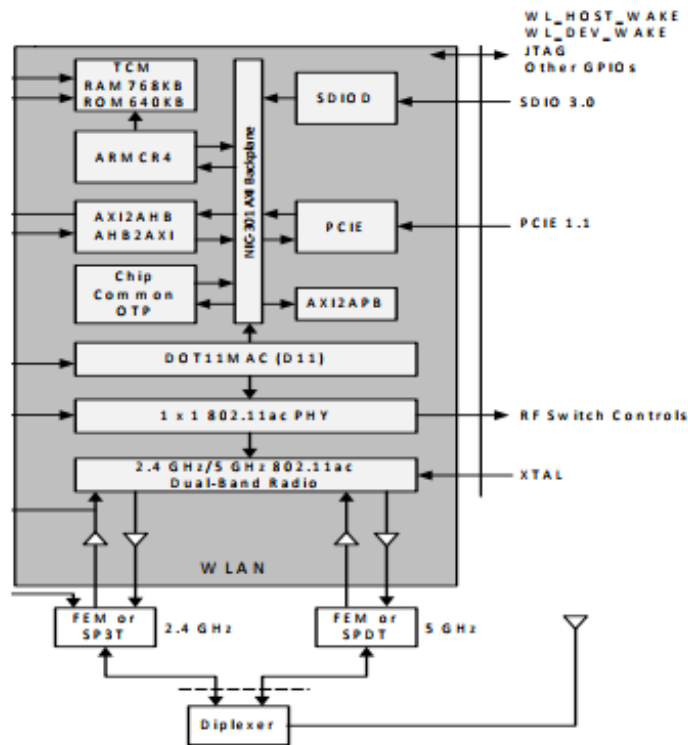 WL_HOST_WAKE
WL_DEV_WAKE
JTAG
Other GPIOs
TCM
RAM 768KB
ROM 640KB
SDIOD
SDIO 3.0
ARMCR4
NIC-301 AXI Backplane
AXI2AHB
AHB2AXI
PCIE
PCIE 1.1
Chip
Common
OTP
AXI2APB
DOT11MAC (D11)
1 x 1 802.11ac PHY
RF Switch Controls
2.4 GHz/5 GHz 802.11ac
Dual-Band Radio
XTAL
WLAN
FEM or
SP3T
2.4 GHz
FEM or
SPDT
5 GHz
Diplexer